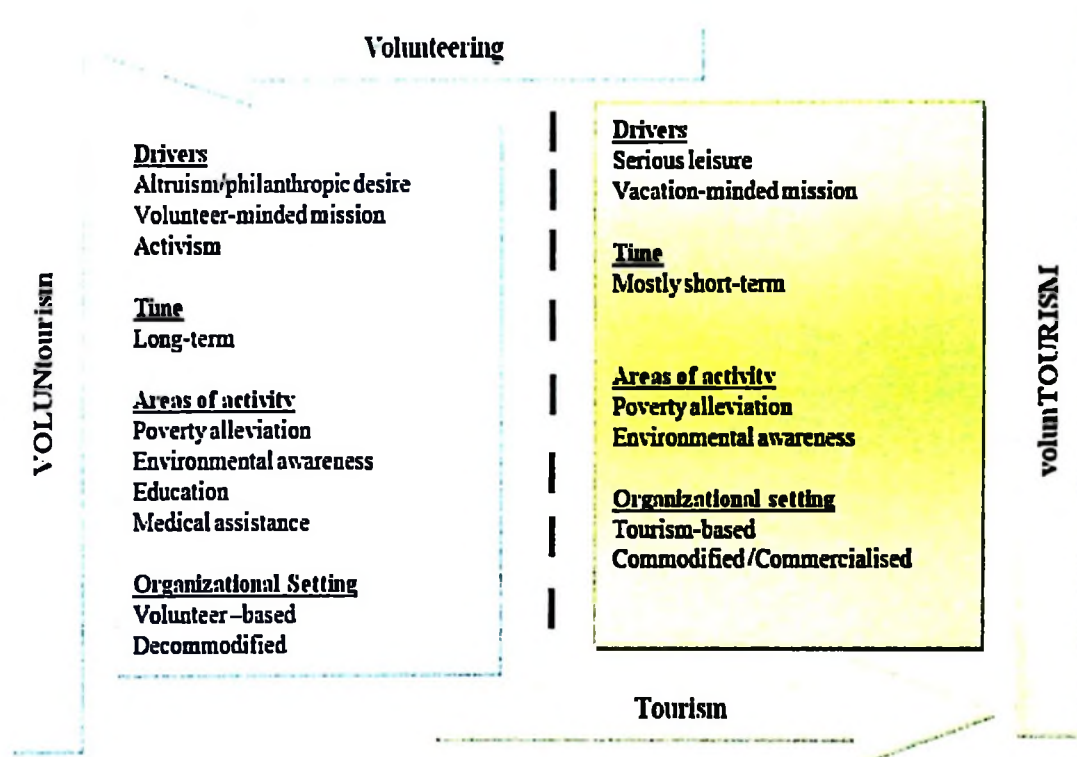 Volunteering
VOLUNtourism
Drivers
Altruism/philanthropic desire
Volunteer-minded mission
Activism
Time
Long-term
Areas of activity
Poverty alleviation
Environmental awareness
Education
Medical assistance
Organizational Setting
Volunteer–based
Decommodified
Drivers
Serious leisure
Vacation-minded mission
Time
Mostly short-term
Areas of activity
Poverty alleviation
Environmental awareness
Organizational setting
Tourism-based
Commodified/Commercialised
volunTOURISM
Tourism